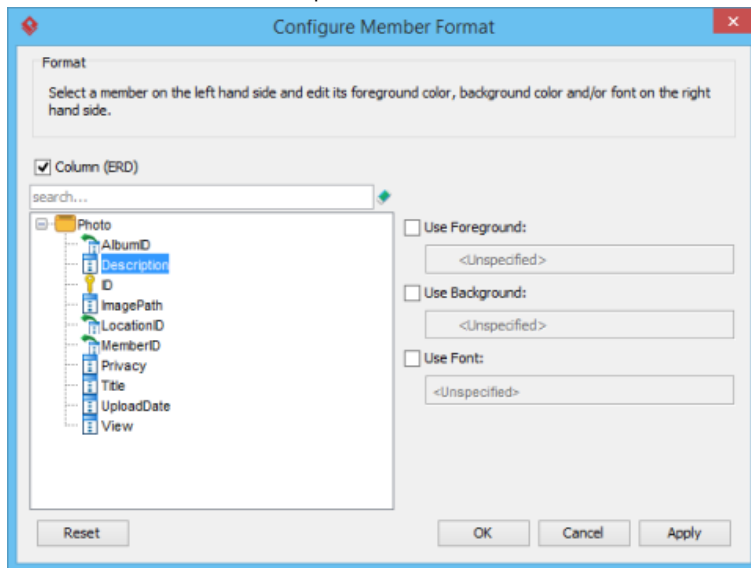 Configure Member Format
Format
Select a member on the left hand side and edit its foreground color, background color and/or font on the right
hand side.
Column (ERD)
search...
Photo
AlbumID
Description
ID
ImagePath
LocationID
MemberID
Privacy
Title
UploadDate
View
Use Foreground:
<Unspecified>
Use Background:
<Unspecified>
Use Font:
<Unspecified>
Reset
OK
Cancel
Apply